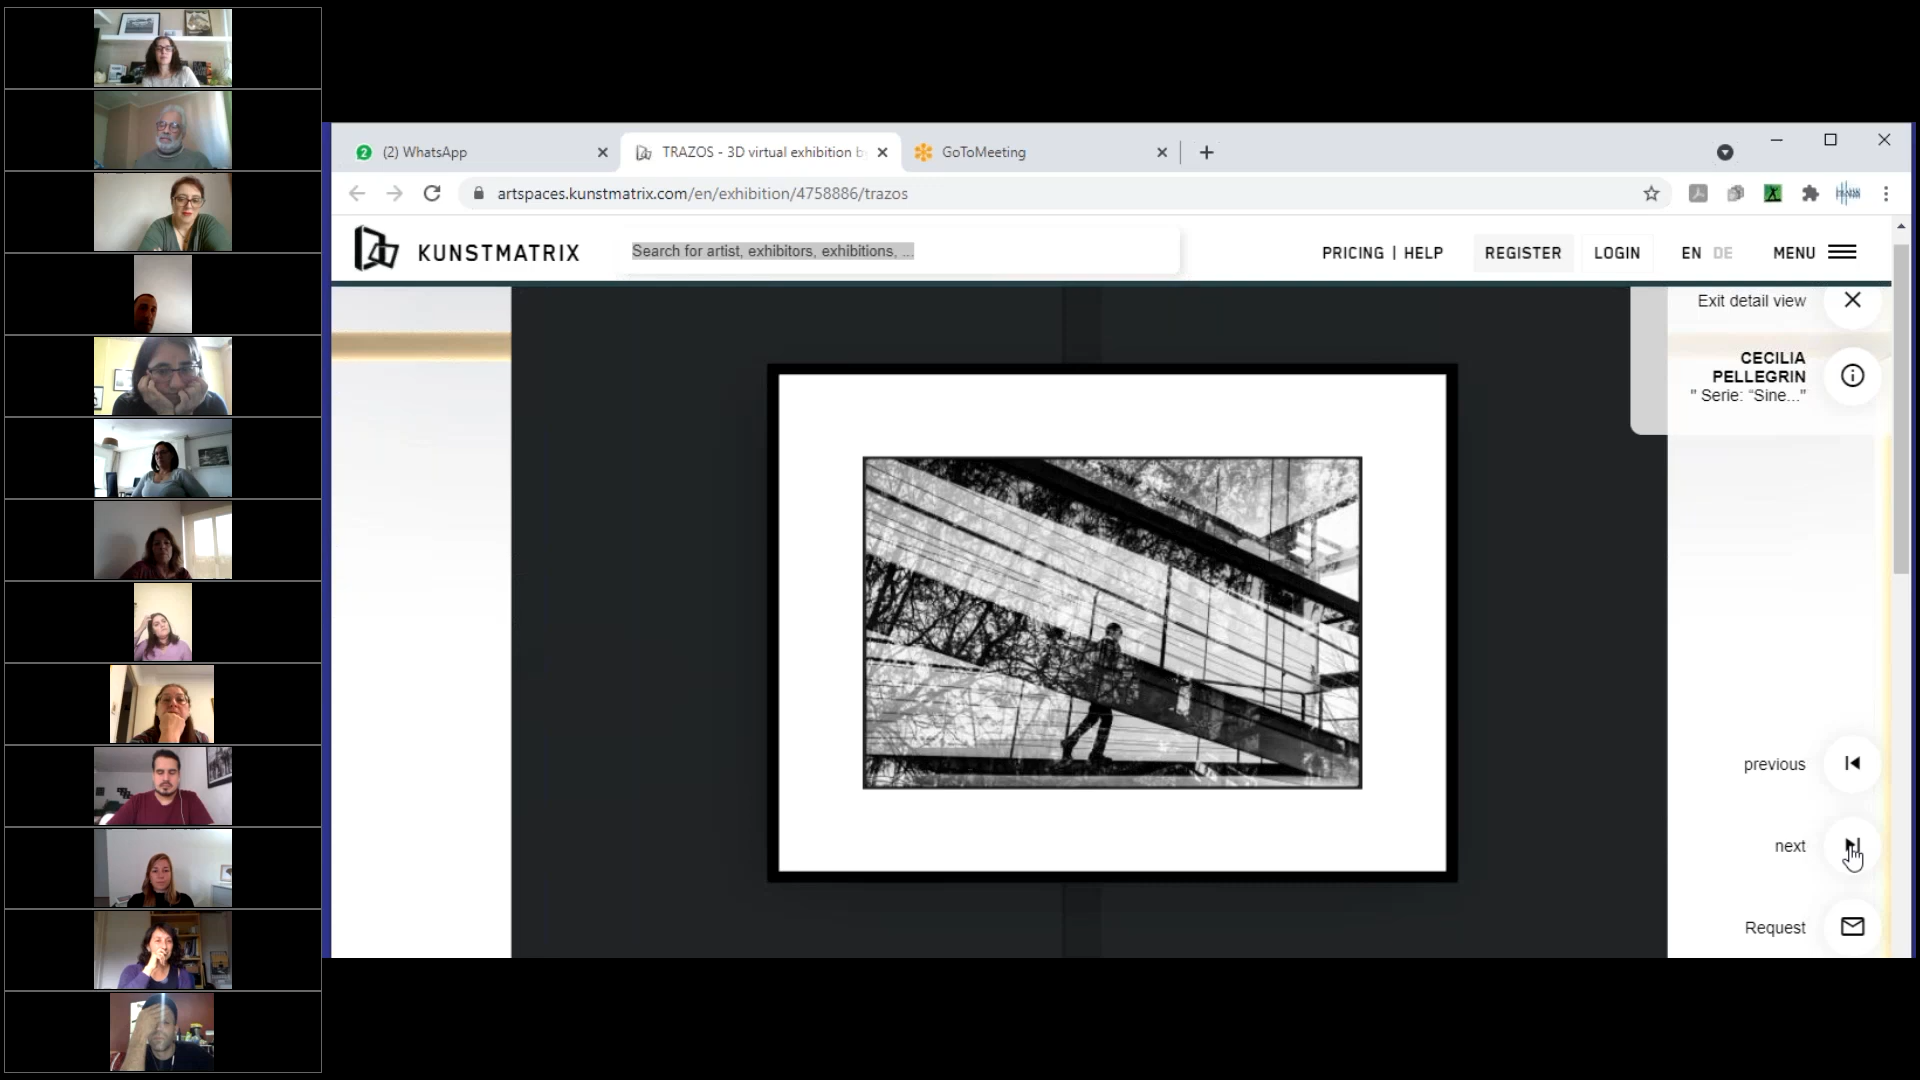 2
(2) WhatsApp
TRAZOS - 3D virtual exhibition b
GoToMeeting
artspaces.kunstmatrix.com/en/exhibition/4758886/trazos
KUNSTMATRIX
Search for artist, exhibitors, exhibitions, ...
PRICING | HELP
REGISTER
LOGIN
EN DE
MENU
Exit detail view
CECILIA
PELLEGRIN
" Serie: “Sine..."
previous
next
Request